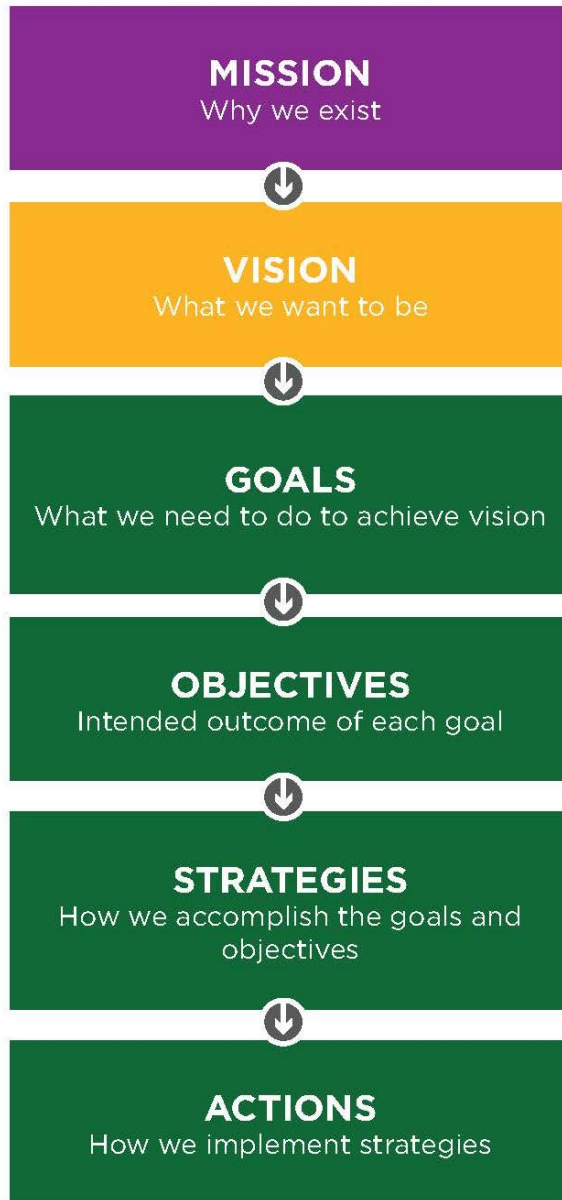 MISSION
Why we exist
VISION
What we want to be
GOALS
What we need to do to achieve vision
OBJECTIVES
Intended outcome of each goal
STRATEGIES
How we accomplish the goals and
objectives
ACTIONS
How we implement strategies